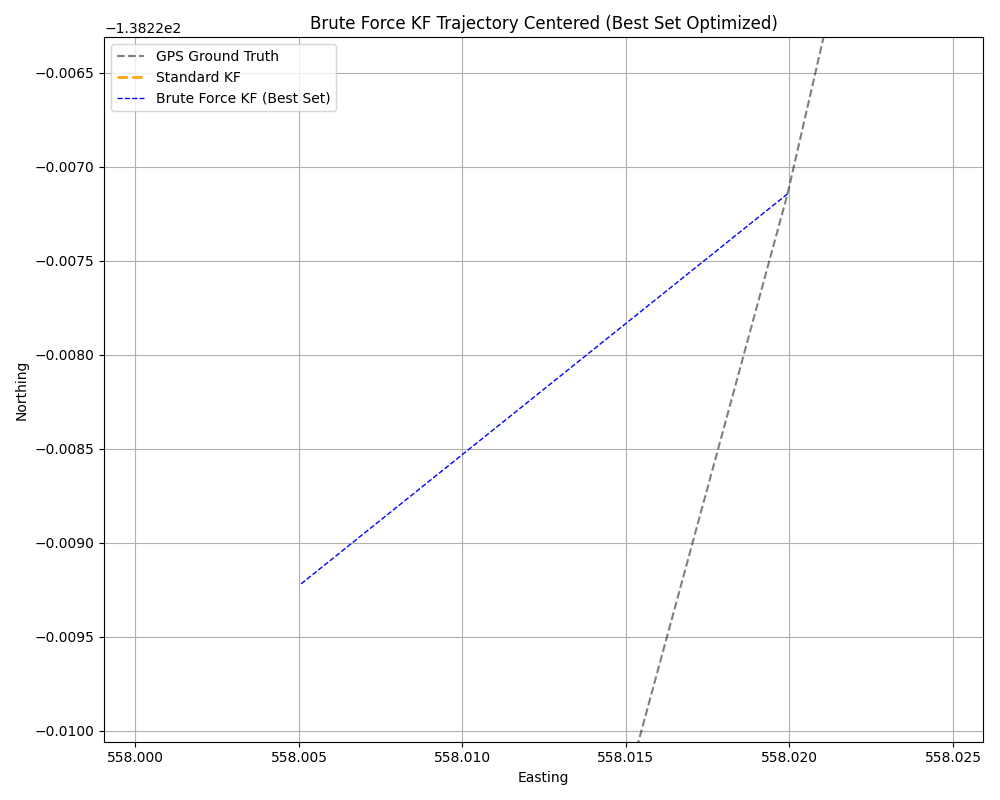 Brute Force KF Trajectory Centered (Best Set Optimized)
−1.3822e2
GPS Ground Truth
Standard KF
Brute Force KF (Best Set)
−0.0065
−0.0070
−0.0075
−0.0080
−0.0085
−0.0090
−0.0095
−0.0100
Northing
558.000 558.005 558.010 558.015 558.020 558.025
Easting